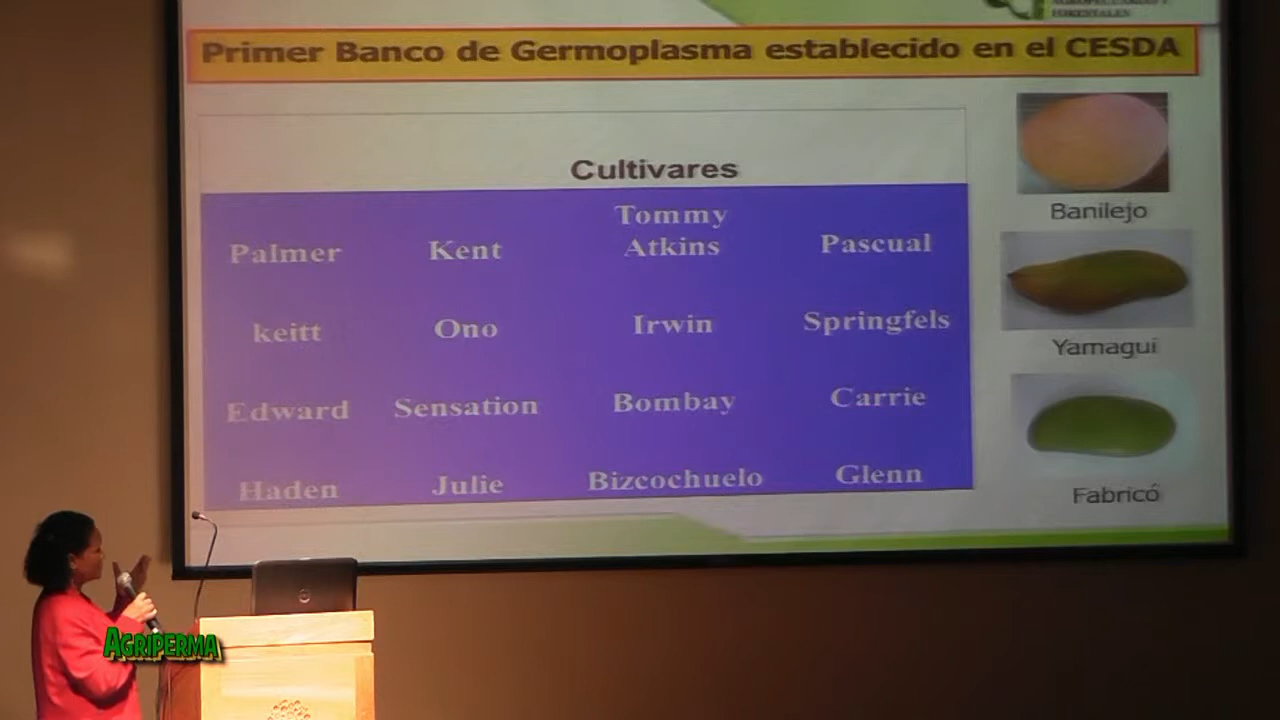 FORESTALES
Primer Banco de Germoplasma establecido en el CESDA
Cultivares
Palmer Kent Tommy Atkins Pascual
keitt Ono Irwin Springfels
Edward Sensation Bombay Carrie
Haden Julie Bizcochuelo Glenn
Banilejo
Yamagui
Fabricó
AGRIPERMA